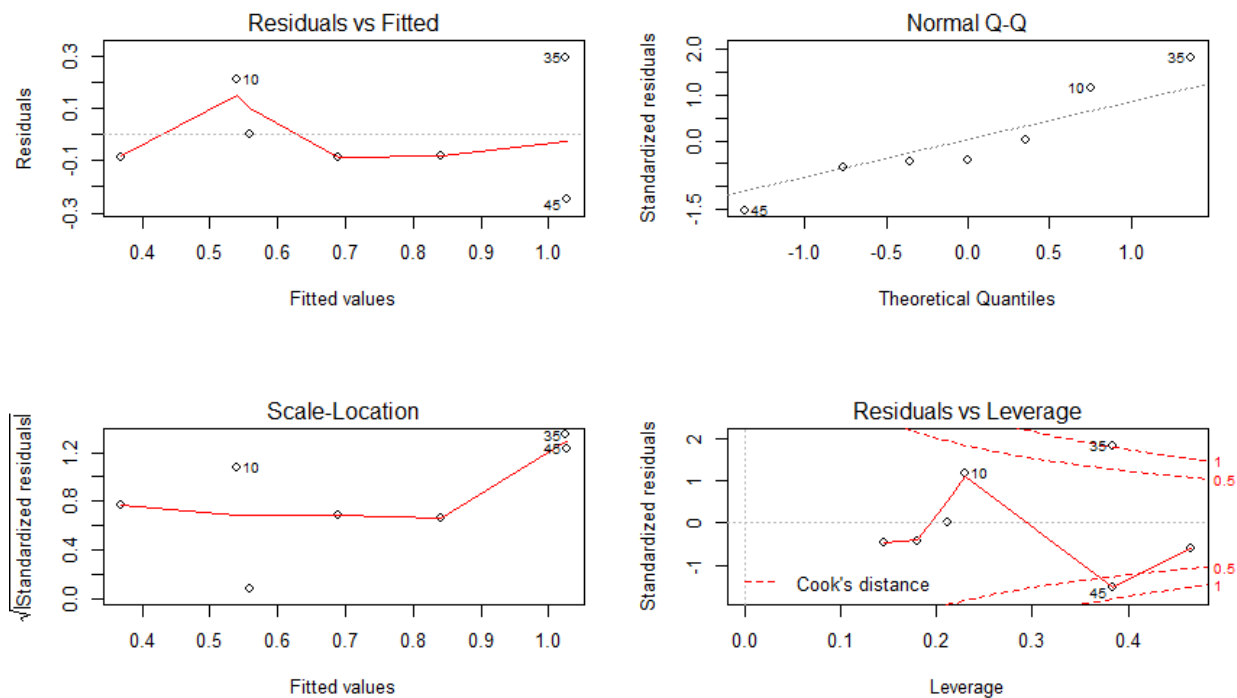 Residuals vs Fitted
Residuals
0.3
0.1
-0.1
-0.3
10
35
45
0.4 0.5 0.6 0.7 0.8 0.9 1.0
Fitted values
Normal Q-Q
Standardized residuals
2.0
1.0
0.0
-1.5
45
10
35
-1.0 -0.5 0.0 0.5 1.0
Theoretical Quantiles
Scale-Location
√|Standardized residuals|
1.2
0.8
0.4
0.0
10
35
45
0.4 0.5 0.6 0.7 0.8 0.9 1.0
Fitted values
Residuals vs Leverage
Standardized residuals
2
1
0
-1
35
10
45
1
0.5
0.5
1
Cook's distance
0.0 0.1 0.2 0.3 0.4
Leverage